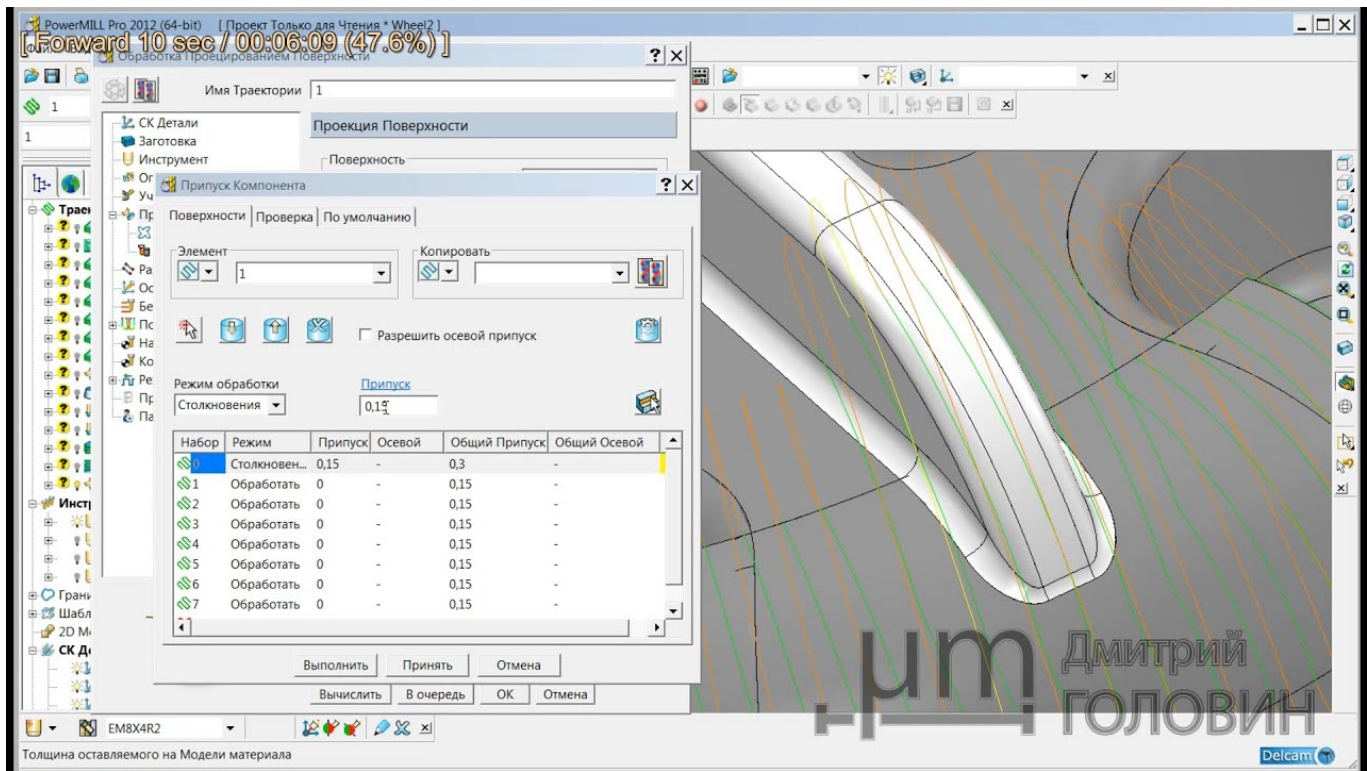 PowerMILL Pro 2012 (64-bit) [ Проект Только для Чтения * Wheel2 ]
[ Forward 10 sec / 00:06:09 (47.6%) ]
Обработка Проецированием Поверхности
Имя Траектории 1
1
1
СК Детали
Заготовка
Инструмент
Проекция Поверхности
Поверхность
Припуск Компонента
Поверхности Проверка По умолчанию
Элемент
1
Копировать
Разрешить осевой припуск
Режим обработки
Припуск
Столкновения
0,15
Набор Режим Припуск Осевой Общий Припуск Общий Осевой
0 Столкновен... 0,15 - 0,3 -
1 Обработать 0 - 0,15 -
2 Обработать 0 - 0,15 -
3 Обработать 0 - 0,15 -
4 Обработать 0 - 0,15 -
5 Обработать 0 - 0,15 -
6 Обработать 0 - 0,15 -
7 Обработать 0 - 0,15 -
Выполнить Принять Отмена
Вычислить В очередь OK Отмена
EM8X4R2
Толщина оставляемого на Модели материала
µm Дмитрий
ГОЛОВИН
Delcam